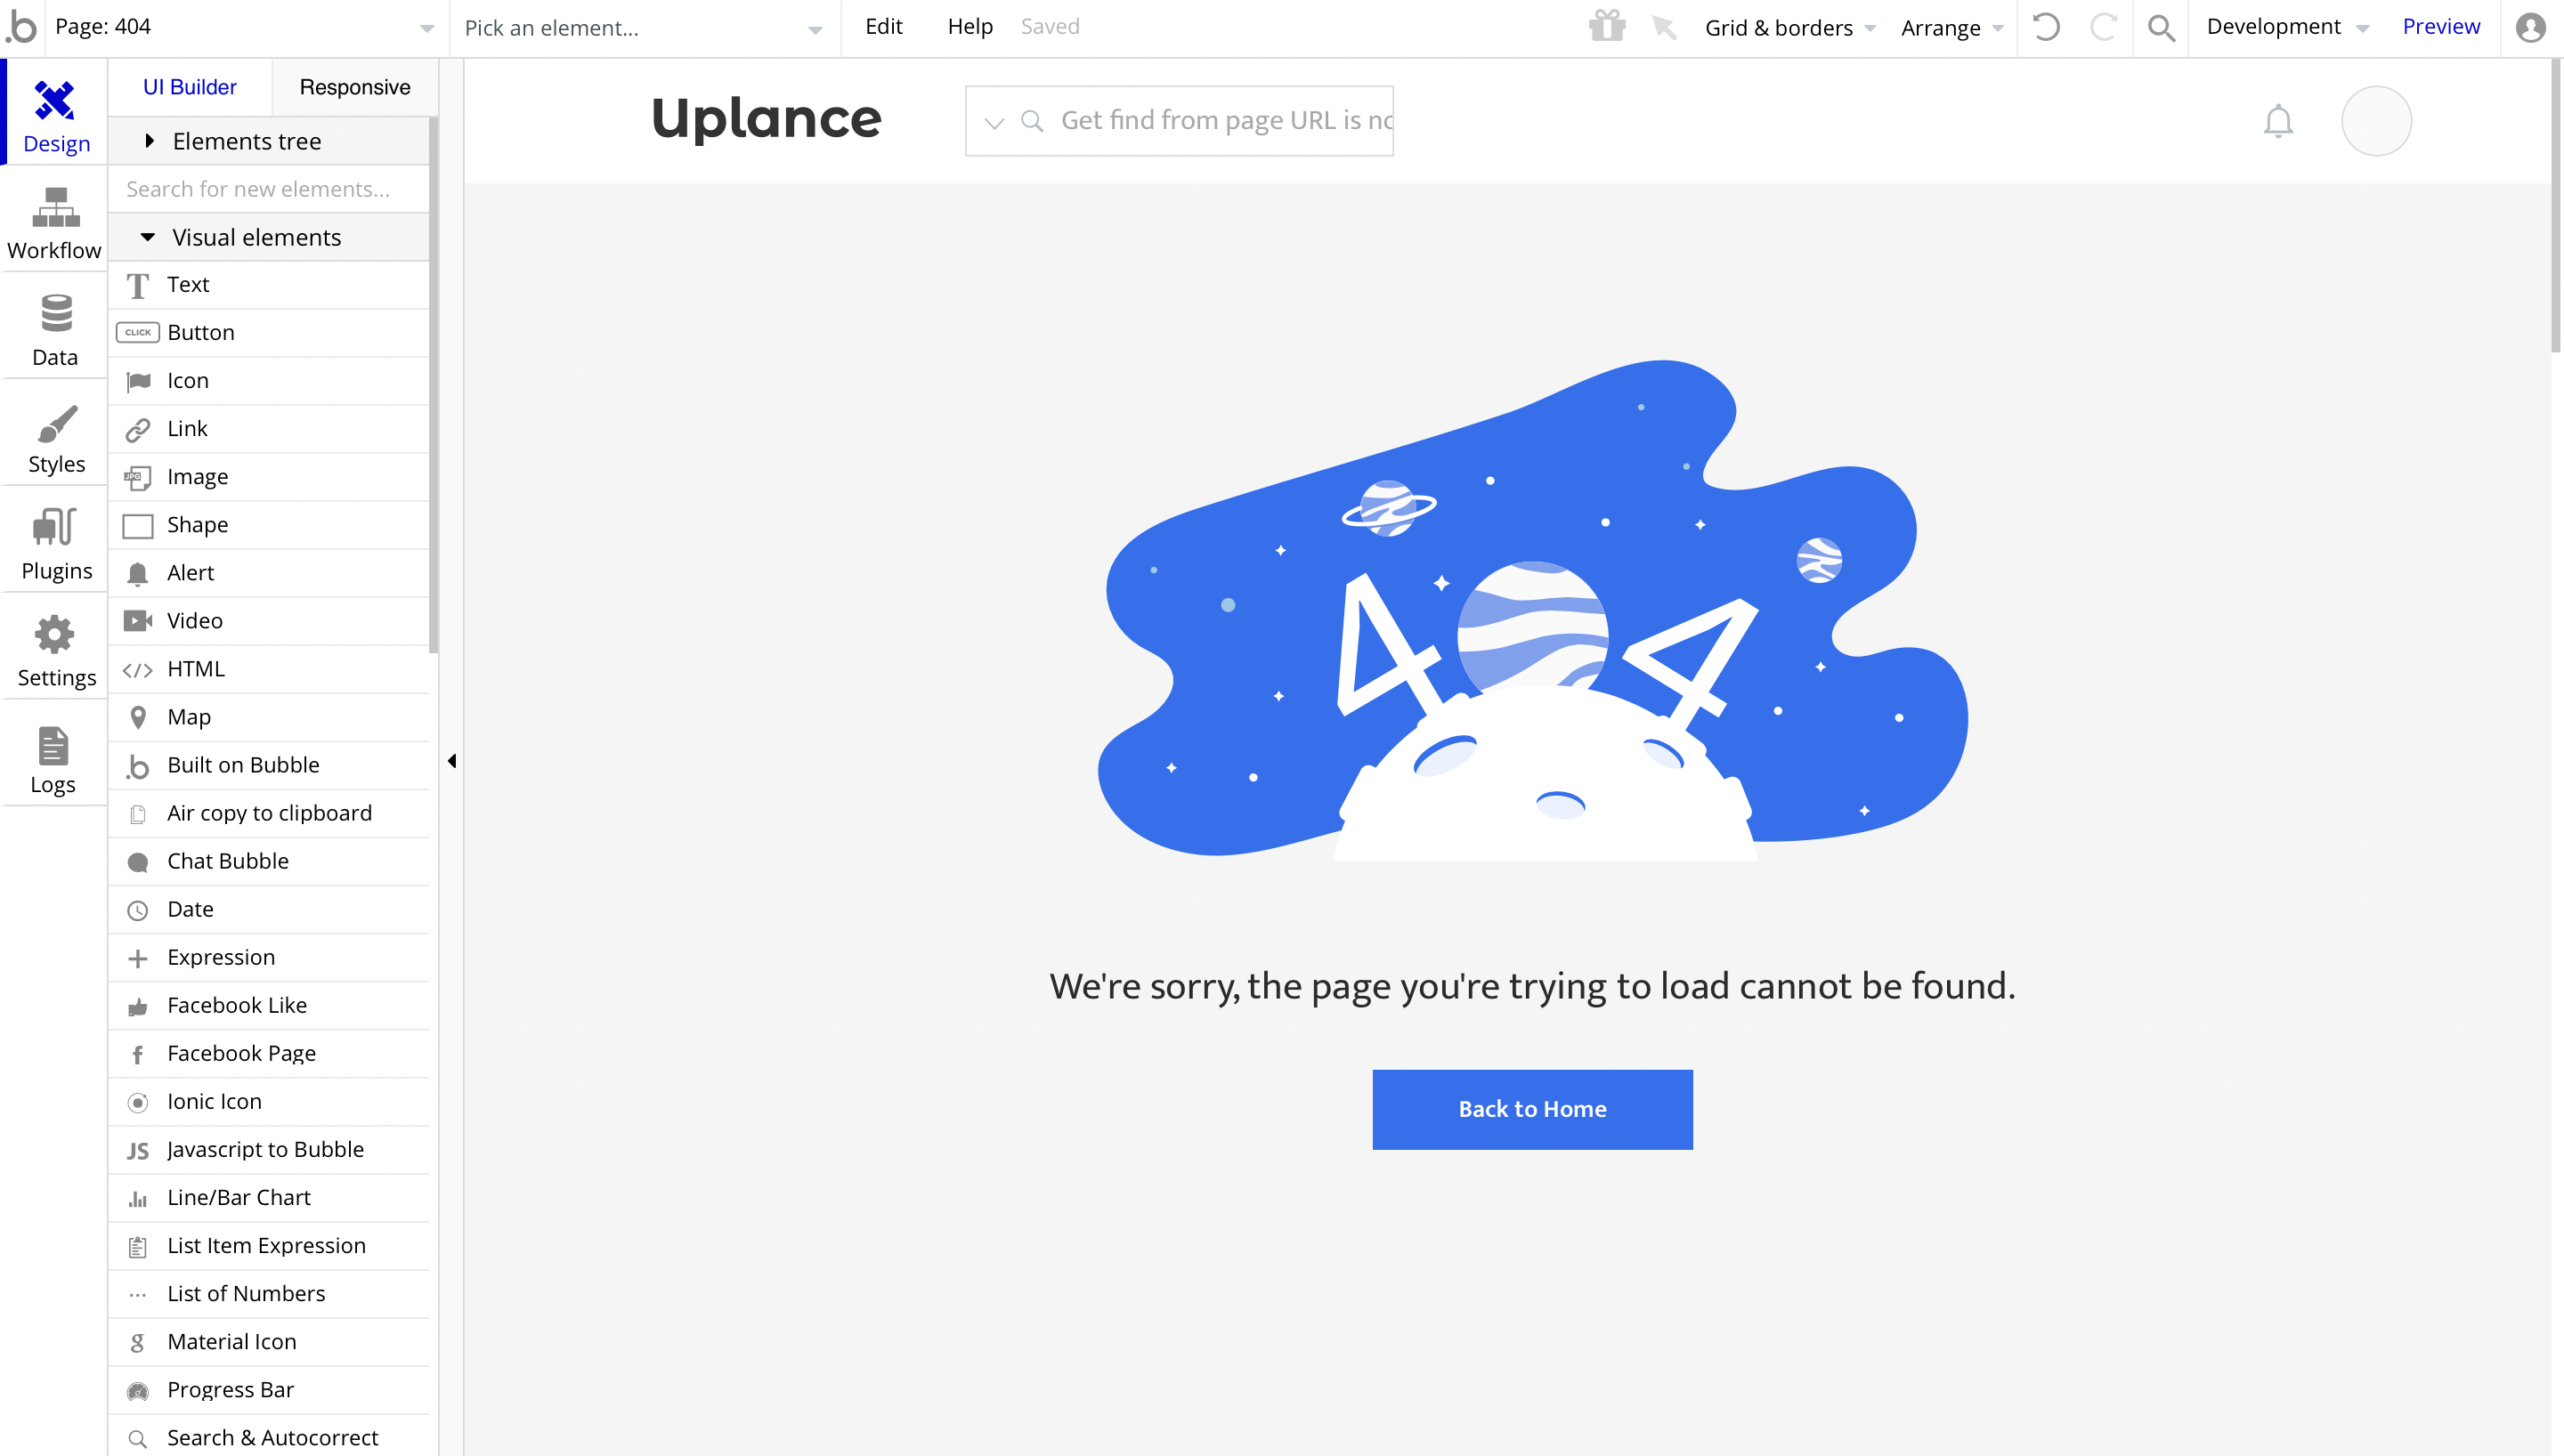 .b Page: 404 Pick an element... Edit Help Saved Grid & borders Arrange Development Preview
UI Builder Responsive
Design
Elements tree
Search for new elements...
Workflow
Visual elements
Text
Button
CLICK
Icon
Link
Image
JPG
Shape
Alert
Video
HTML
Map
Built on Bubble
Air copy to clipboard
Chat Bubble
Date
Expression
Facebook Like
Facebook Page
Ionic Icon
Javascript to Bubble
JS
Line/Bar Chart
List Item Expression
List of Numbers
Material Icon
Progress Bar
Search & Autocorrect
Data
Styles
Plugins
Settings
Logs
Uplance
Get find from page URL is nc
4 4
We're sorry, the page you're trying to load cannot be found.
Back to Home